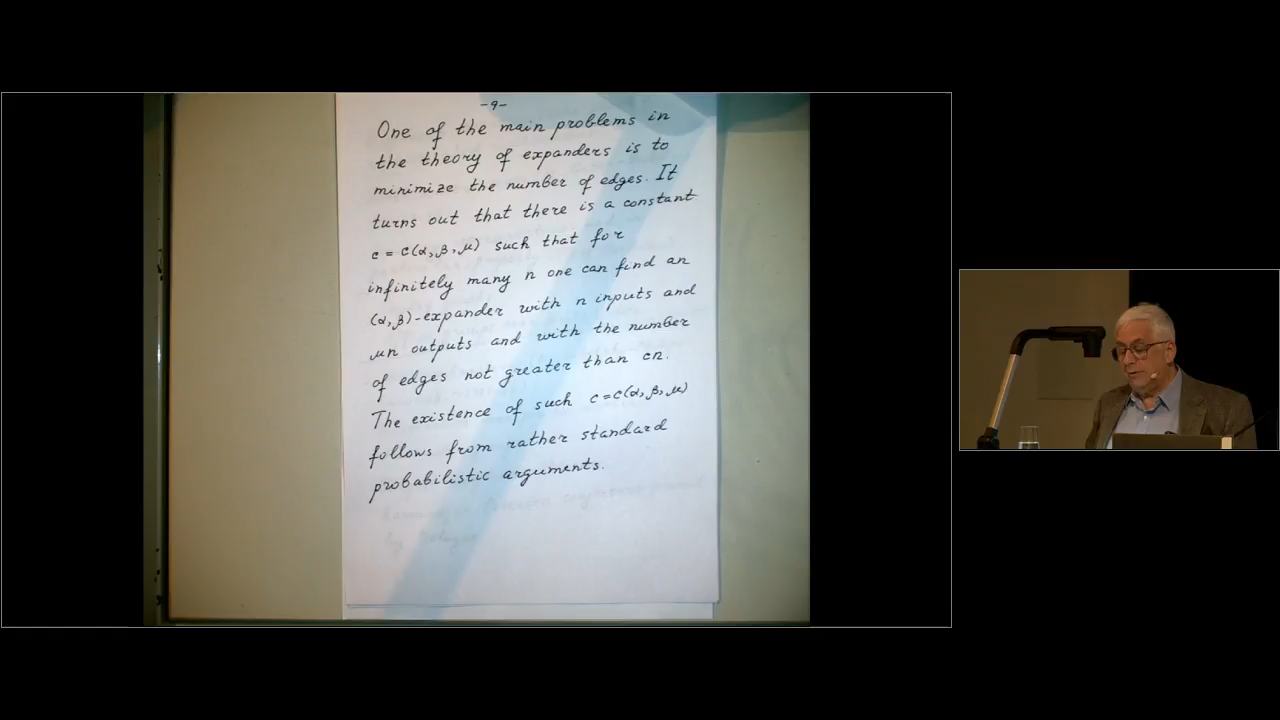 -9-
One of the main problems in
the theory of expanders is to
minimize the number of edges. It
turns out that there is a constant
c = c(α, β, μ) such that for
infinitely many n one can find an
(α, β)-expander with n inputs and
μn outputs and with the number
of edges not greater than cn.
The existence of such c=c(α, β, μ)
follows from rather standard
probabilistic arguments.